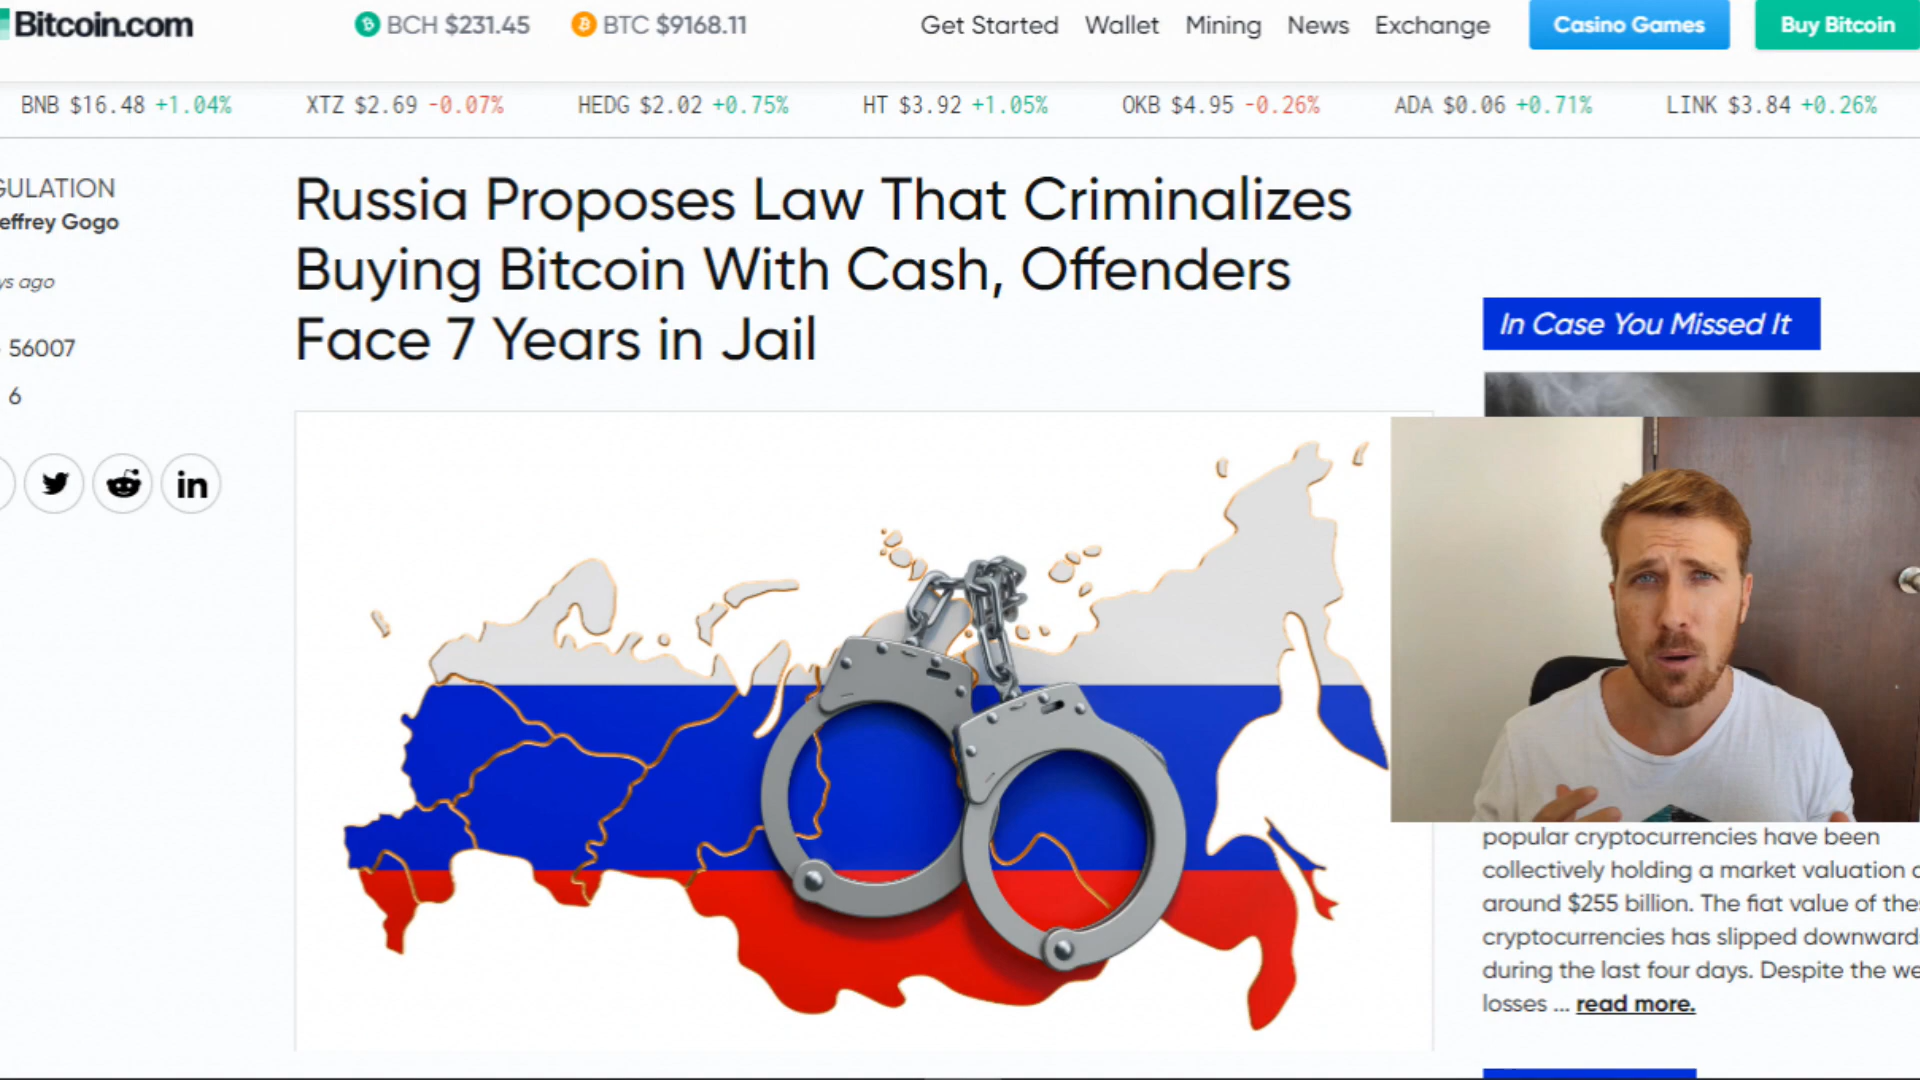 Bitcoin.com
BCH $231.45
BTC $9168.11
Get Started
Wallet
Mining
News
Exchange
Casino Games
Buy Bitcoin
BNB $16.48 +1.04%
XTZ $2.69 -0.07%
HEDG $2.02 +0.75%
HT $3.92 +1.05%
OKB $4.95 -0.26%
ADA $0.06 +0.71%
LINK $3.84 +0.26%
GULATION
effrey Gogo
ys ago
56007
6
in
Russia Proposes Law That Criminalizes
Buying Bitcoin With Cash, Offenders
Face 7 Years in Jail
In Case You Missed It
popular cryptocurrencies have been
collectively holding a market valuation
around $255 billion. The fiat value of
cryptocurrencies has slipped downward
during the last four days. Despite the
losses ... read more.